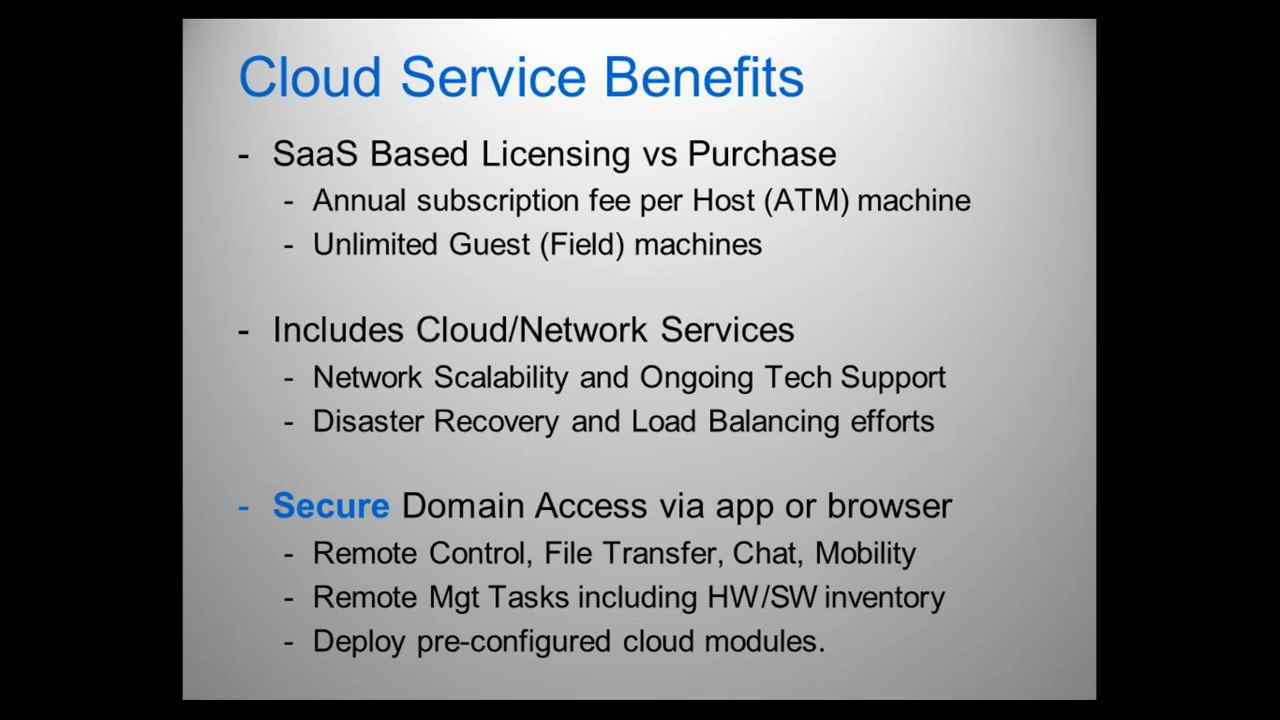 Cloud Service Benefits
- SaaS Based Licensing vs Purchase
- Annual subscription fee per Host (ATM) machine
- Unlimited Guest (Field) machines
- Includes Cloud/Network Services
- Network Scalability and Ongoing Tech Support
- Disaster Recovery and Load Balancing efforts
- Secure Domain Access via app or browser
- Remote Control, File Transfer, Chat, Mobility
- Remote Mgt Tasks including HW/SW inventory
- Deploy pre-configured cloud modules.